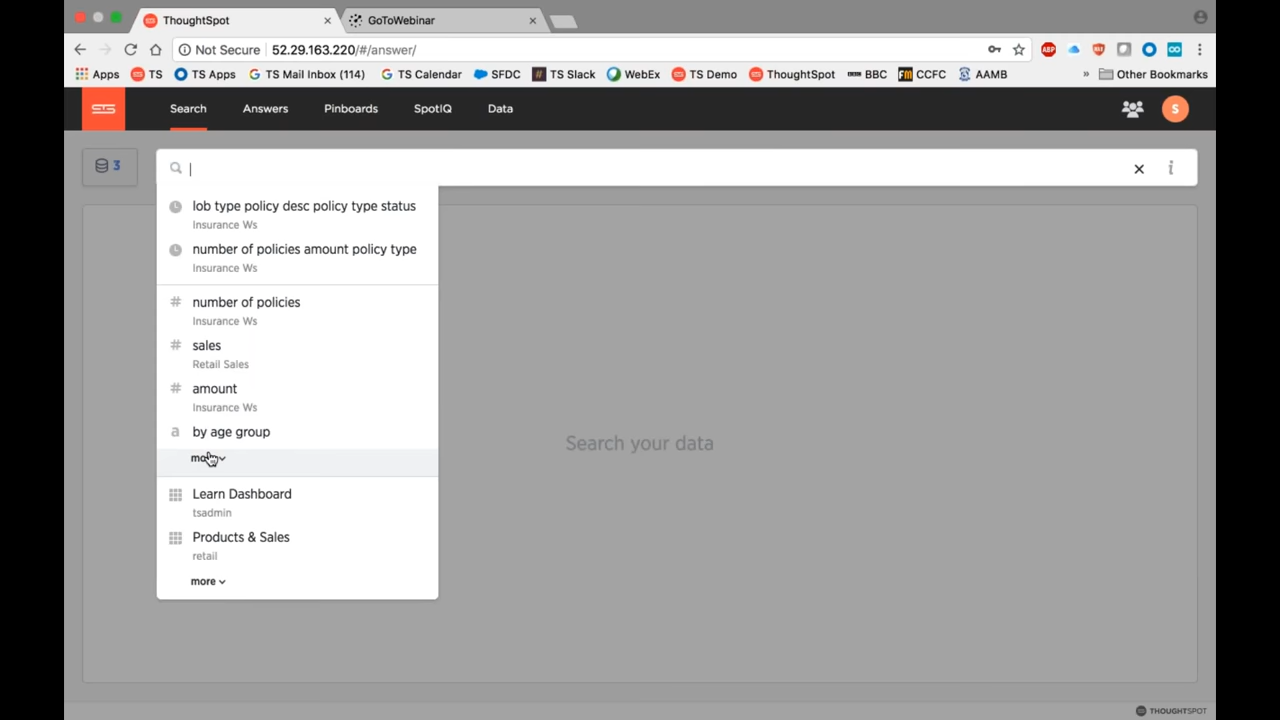 ThoughtSpot
GoToWebinar
Not Secure 52.29.163.220/#/answer/
Apps TS TS Apps TS Mail Inbox (114) TS Calendar SFDC TS Slack WebEx TS Demo ThoughtSpot BBC CCFC AAMB » Other Bookmarks
Search Answers Pinboards SpotIQ Data S
3
lob type policy desc policy type status
Insurance Ws
number of policies amount policy type
Insurance Ws
# number of policies
Insurance Ws
# sales
Retail Sales
# amount
Insurance Ws
a by age group
more
Search your data
Learn Dashboard
tsadmin
Products & Sales
retail
more
THOUGHTSPOT